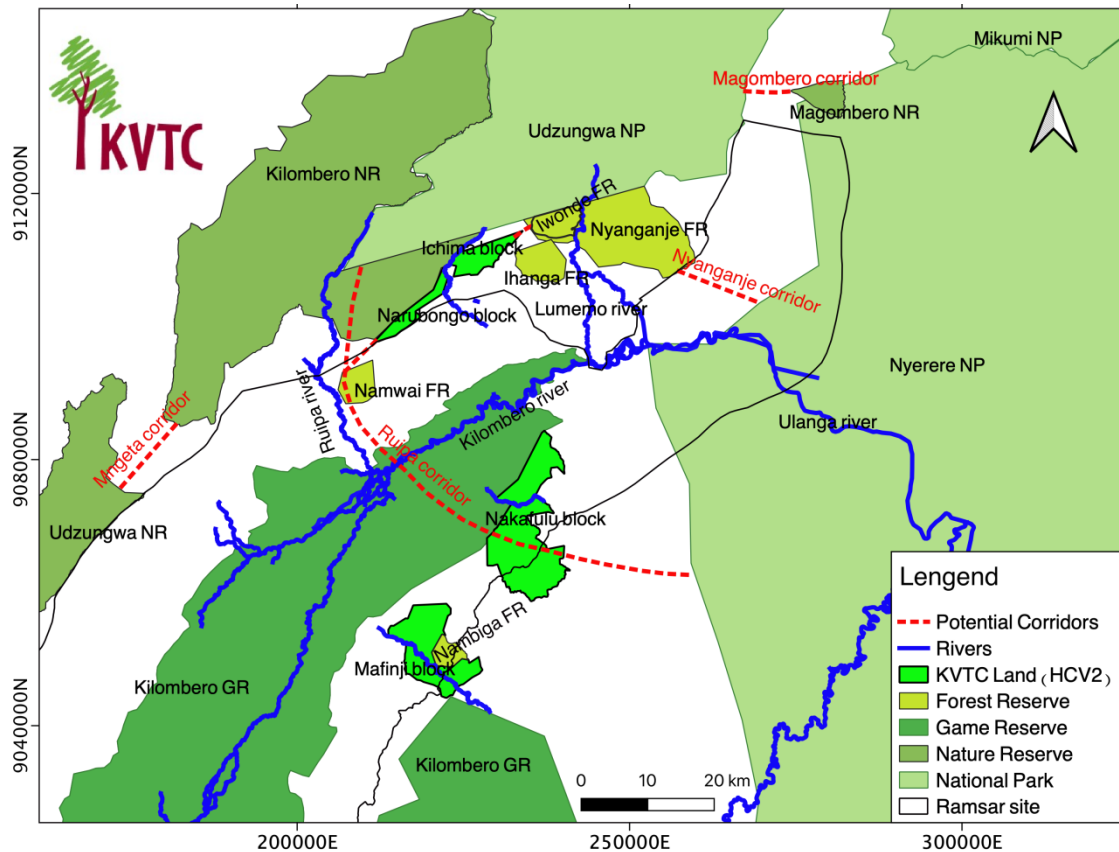 Mikumi NP
KVTC
Magombero corridor
Magombero NR
Udzungwa NP
Kilombero NR
9120000N
Iwonde FR
Nyanganje FR
Ichima block
Ihanga FR
Nyanganje corridor
Narubongo block
Lumemo river
Nyerere NP
Namwai FR
Kilombero river
Ruipa river
Ulanga river
Mngeta corridor
Ruipa corridor
9080000N
Nakafulu block
Udzungwa NR
Nambiga FR
Mafinji block
Kilombero GR
9040000N
Kilombero GR
0 10 20 km
Lengend
Potential Corridors
Rivers
KVTC Land (HCV2)
Forest Reserve
Game Reserve
Nature Reserve
National Park
Ramsar site
200000E 250000E 300000E